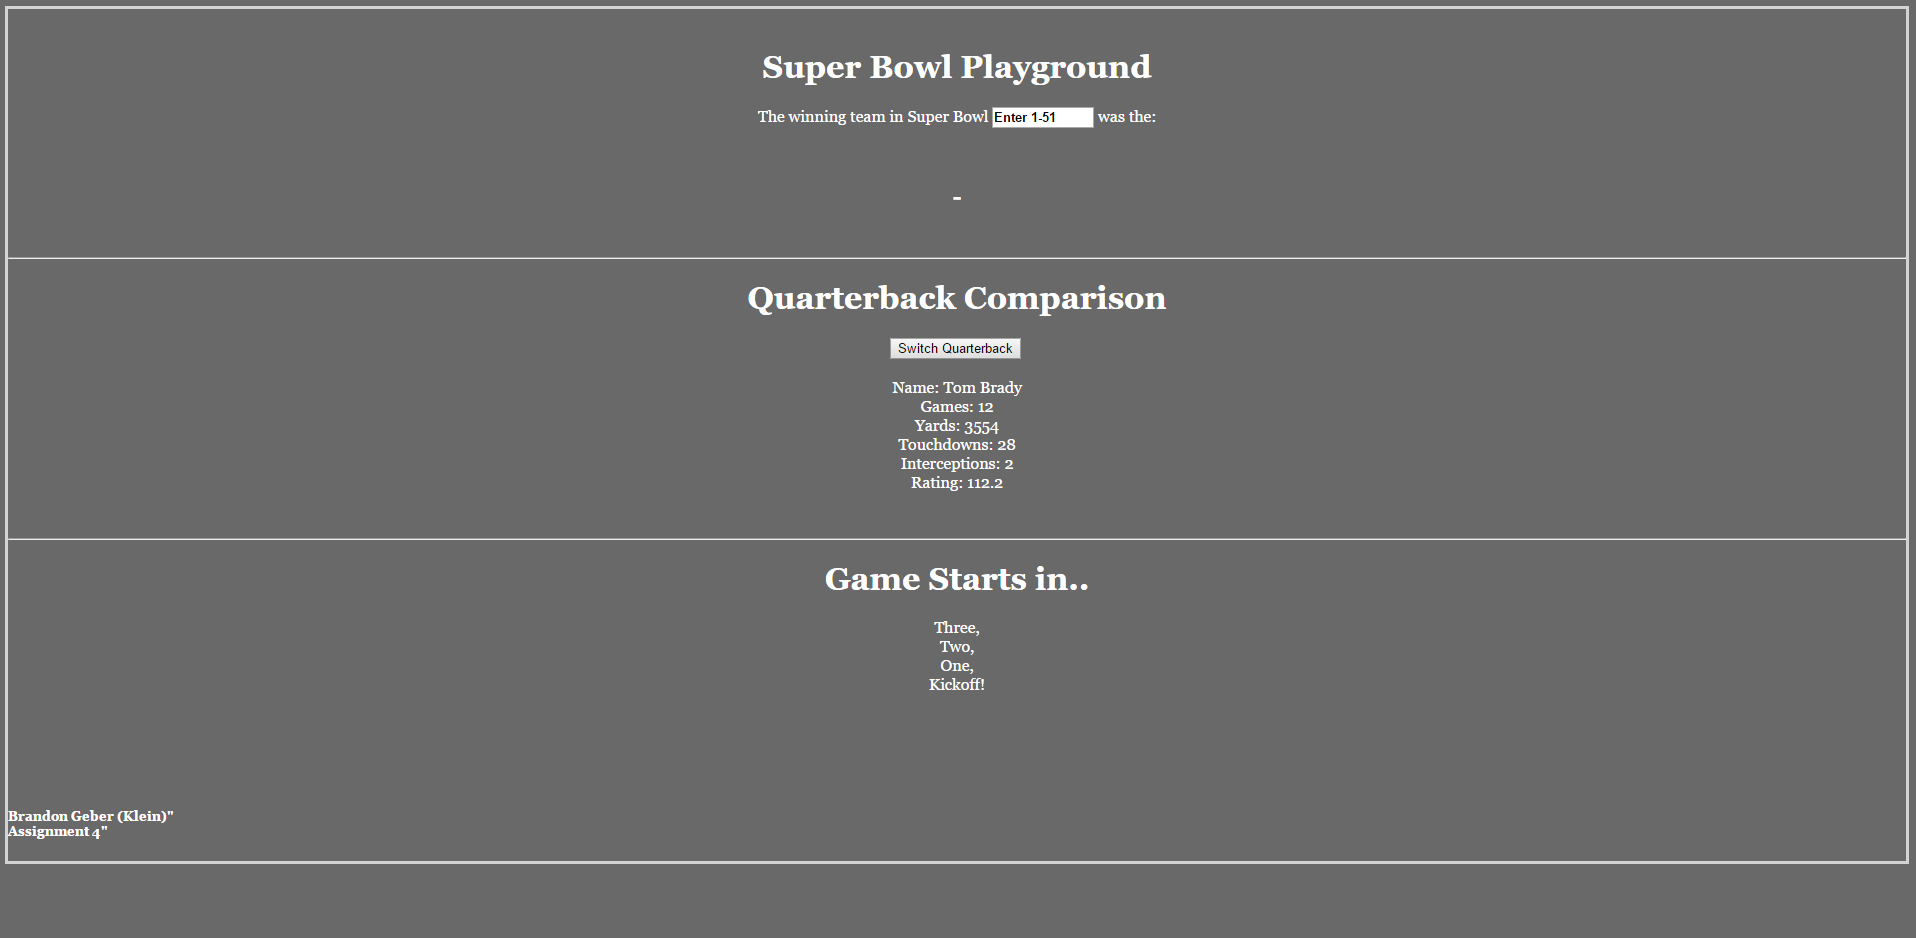 Super Bowl Playground
The winning team in Super Bowl Enter 1-51 was the:
-
Quarterback Comparison
Switch Quarterback
Name: Tom Brady
Games: 12
Yards: 3554
Touchdowns: 28
Interceptions: 2
Rating: 112.2
Game Starts in..
Three,
Two,
One,
Kickoff!
Brandon Geber (Klein)"
Assignment 4"